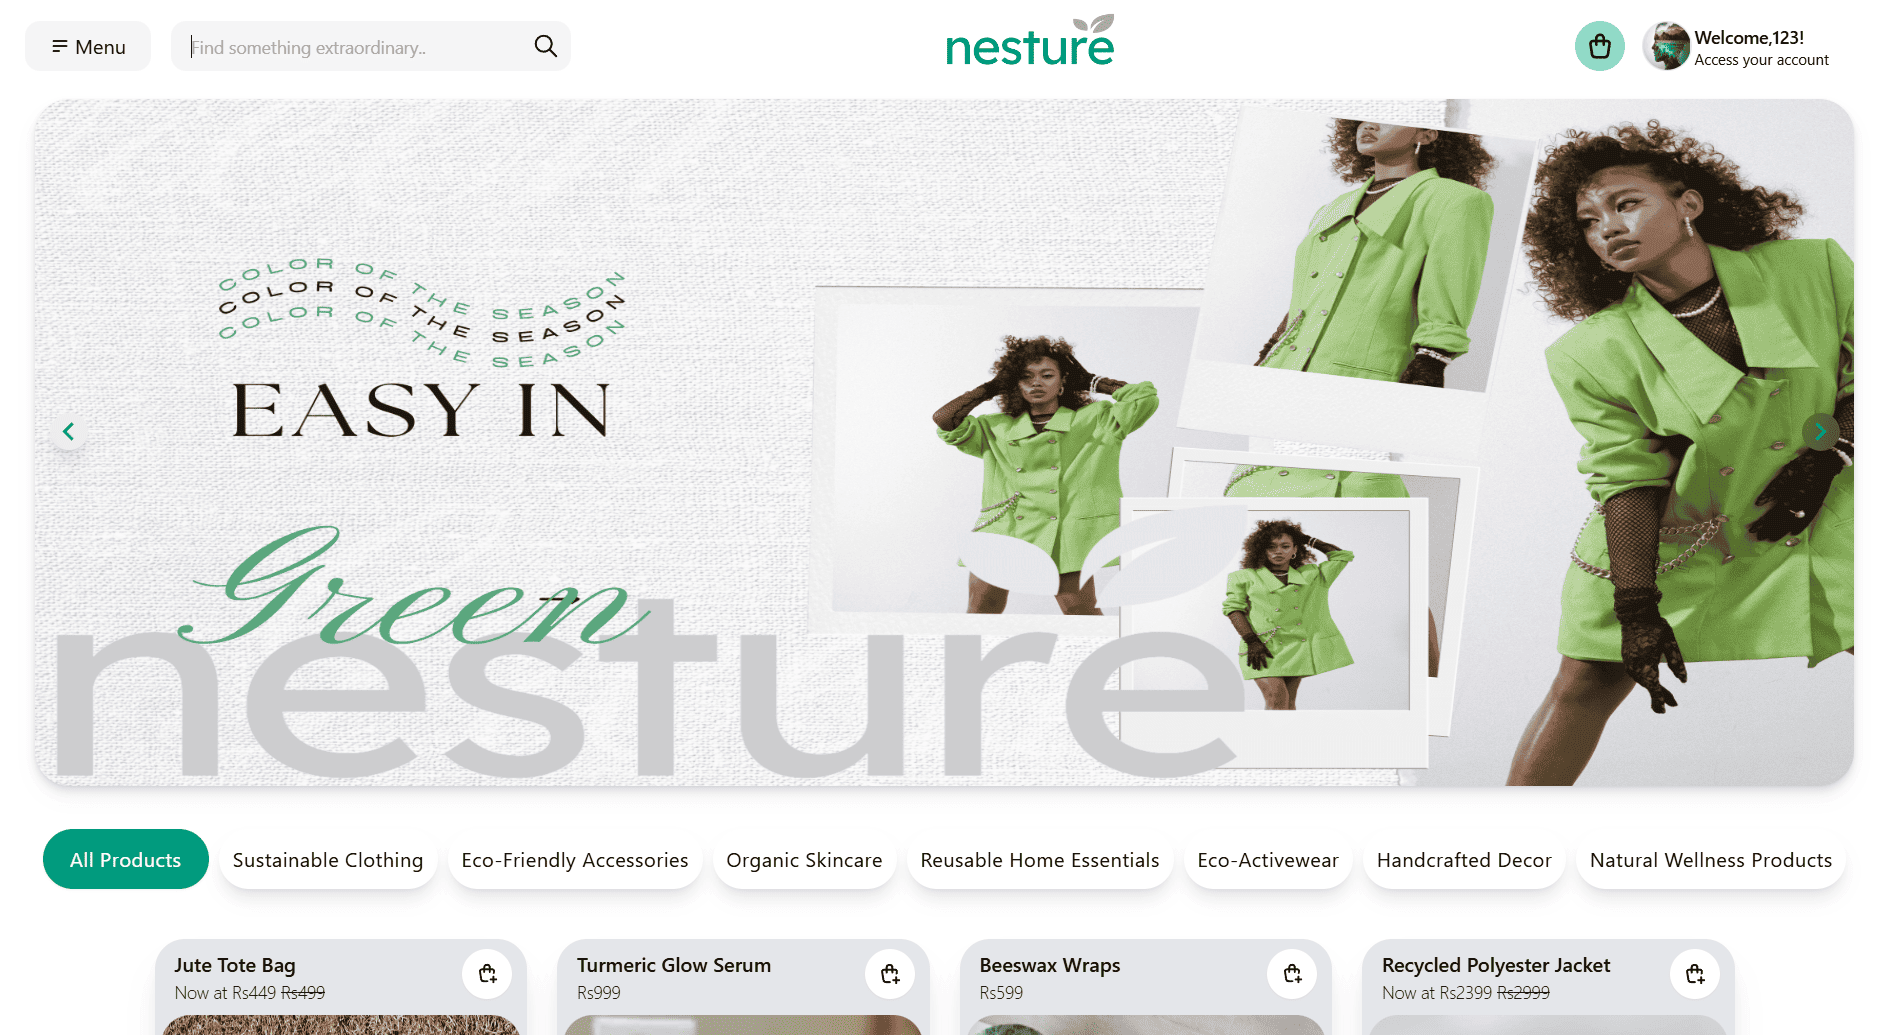 Menu
Find something extraordinary..
nesture
Welcome,123!
Access your account
COLOR OF THE SEASON
COLOR OF THE SEASON
COLOR OF THE SEASON
EASY IN
Green
nesture
All Products
Sustainable Clothing
Eco-Friendly Accessories
Organic Skincare
Reusable Home Essentials
Eco-Activewear
Handcrafted Decor
Natural Wellness Products
Jute Tote Bag
Now at Rs449 Rs499
Turmeric Glow Serum
Rs999
Beeswax Wraps
Rs599
Recycled Polyester Jacket
Now at Rs2399 Rs2999